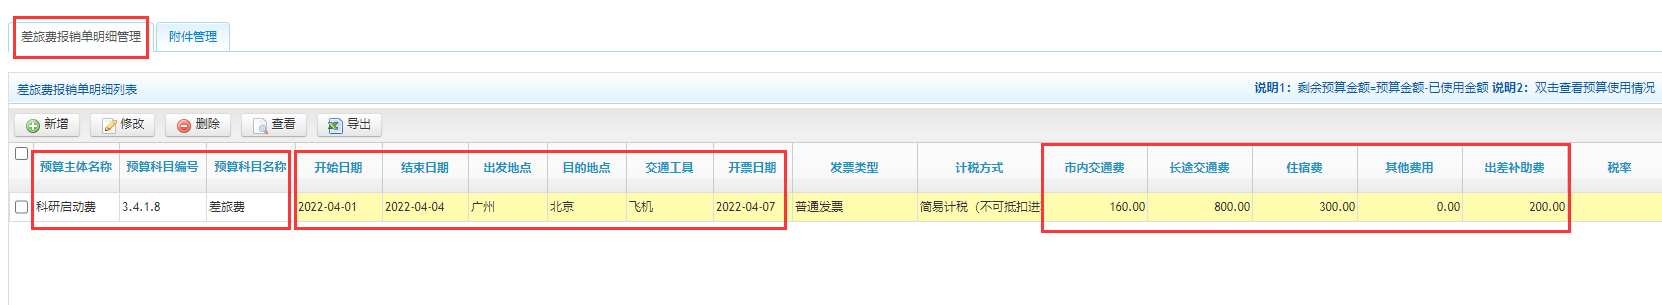 差旅费报销单明细管理 附件管理
差旅费报销单明细列表 说明1：剩余预算金额=预算金额-已使用金额 说明2：双击查看预算使用情况
新增 修改 删除 查看 导出
预算主体名称 预算科目编号 预算科目名称 开始日期 结束日期 出发地点 目的地点 交通工具 开票日期 发票类型 计税方式 市内交通费 长途交通费 住宿费 其他费用 出差补助费 税率
科研启动费 3.4.1.8 差旅费 2022-04-01 2022-04-04 广州 北京 飞机 2022-04-07 普通发票 简易计税（不可抵扣进 160.00 800.00 300.00 0.00 200.00